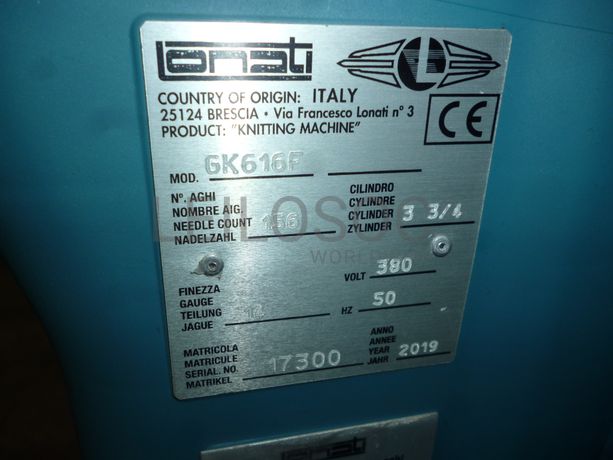 Lonati
L
COUNTRY OF ORIGIN: ITALY
25124 BRESCIA • Via Francesco Lonati n° 3
PRODUCT: "KNITTING MACHINE"
CE
MOD. GK616F
N°. AGHI
NOMBRE AIG.
NEEDLE COUNT 156
NADELZAHL
CILINDRO
CYLINDRE
CYLINDER 3 3/4
ZYLINDER
VOLT 380
FINEZZA
GAUGE
TEILUNG
JAUGE
HZ 50
MATRICOLA
MATRICULE
SERIAL. NO. 17300
MATRIKEL
ANNO
ANNEE
YEAR 2019
JAHR
Lonati